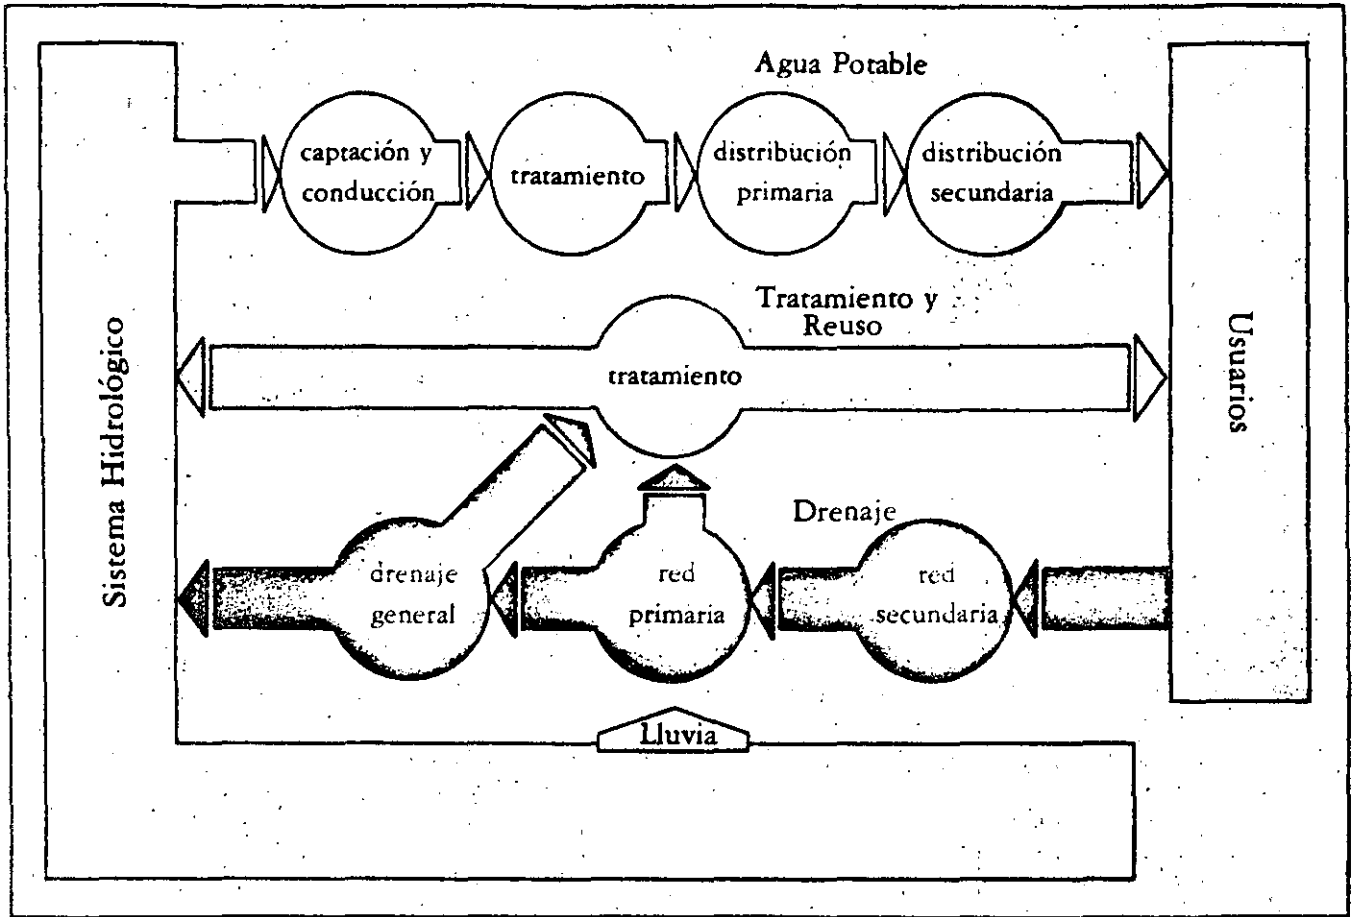 Agua Potable
captación y
conducción
tratamiento
distribución
primaria
distribución
secundaria
Tratamiento y
Reuso
tratamiento
Sistema Hidrológico
Usuarios
Drenaje
drenaje
general
red
primaria
red
secundaria
Lluvia